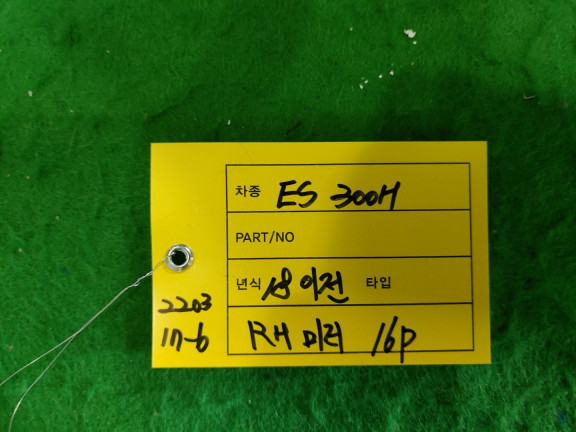 차종 ES 300H
PART/NO
년식 18 이전 타입
RH 미러 16P
2203
17-6